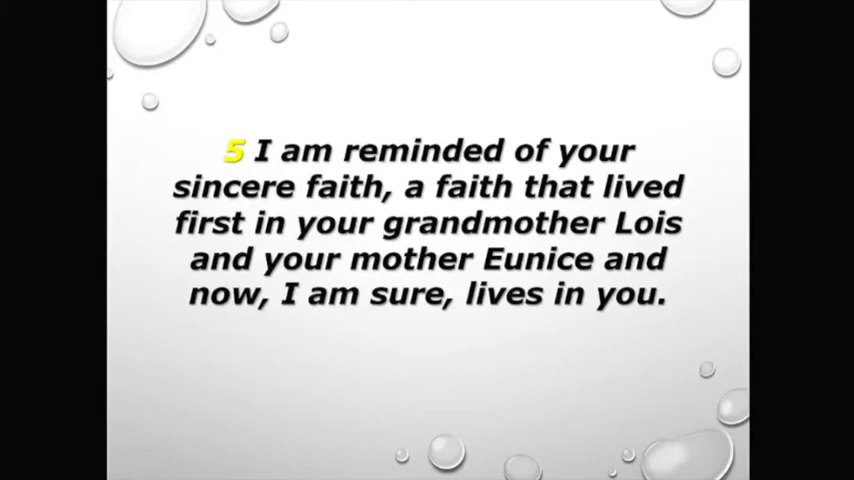 5 I am reminded of your
sincere faith, a faith that lived
first in your grandmother Lois
and your mother Eunice and
now, I am sure, lives in you.